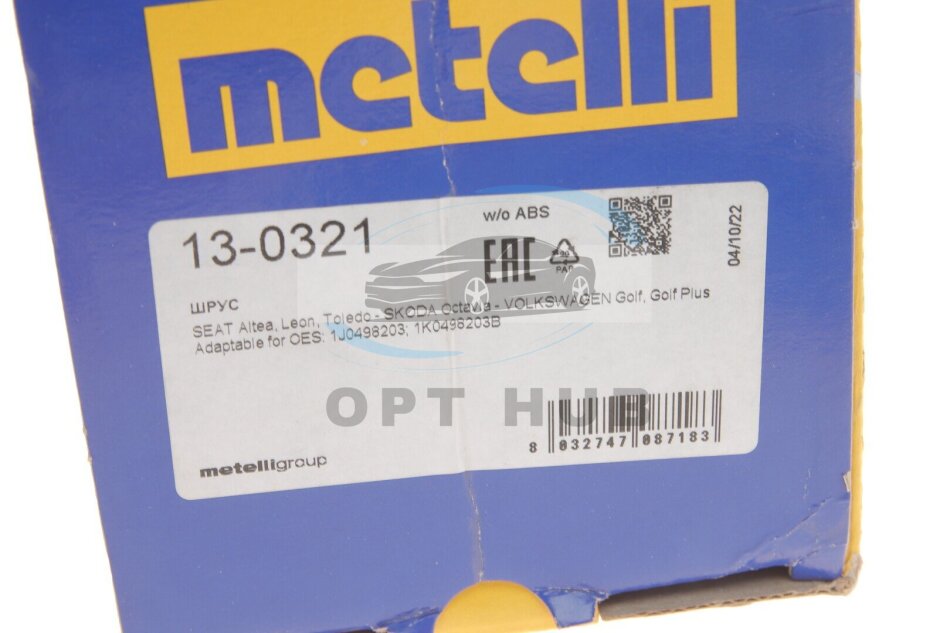 metelli
13-0321
w/o ABS
04/10/22
EAC
PAP
ШРУС
SEAT Altea, Leon, Toledo - SKODA Octavia - VOLKSWAGEN Golf, Golf Plus
Adaptable for OES: 1J0498203; 1K0498203B
OPT HUB
metelligroup
8 032747 087183